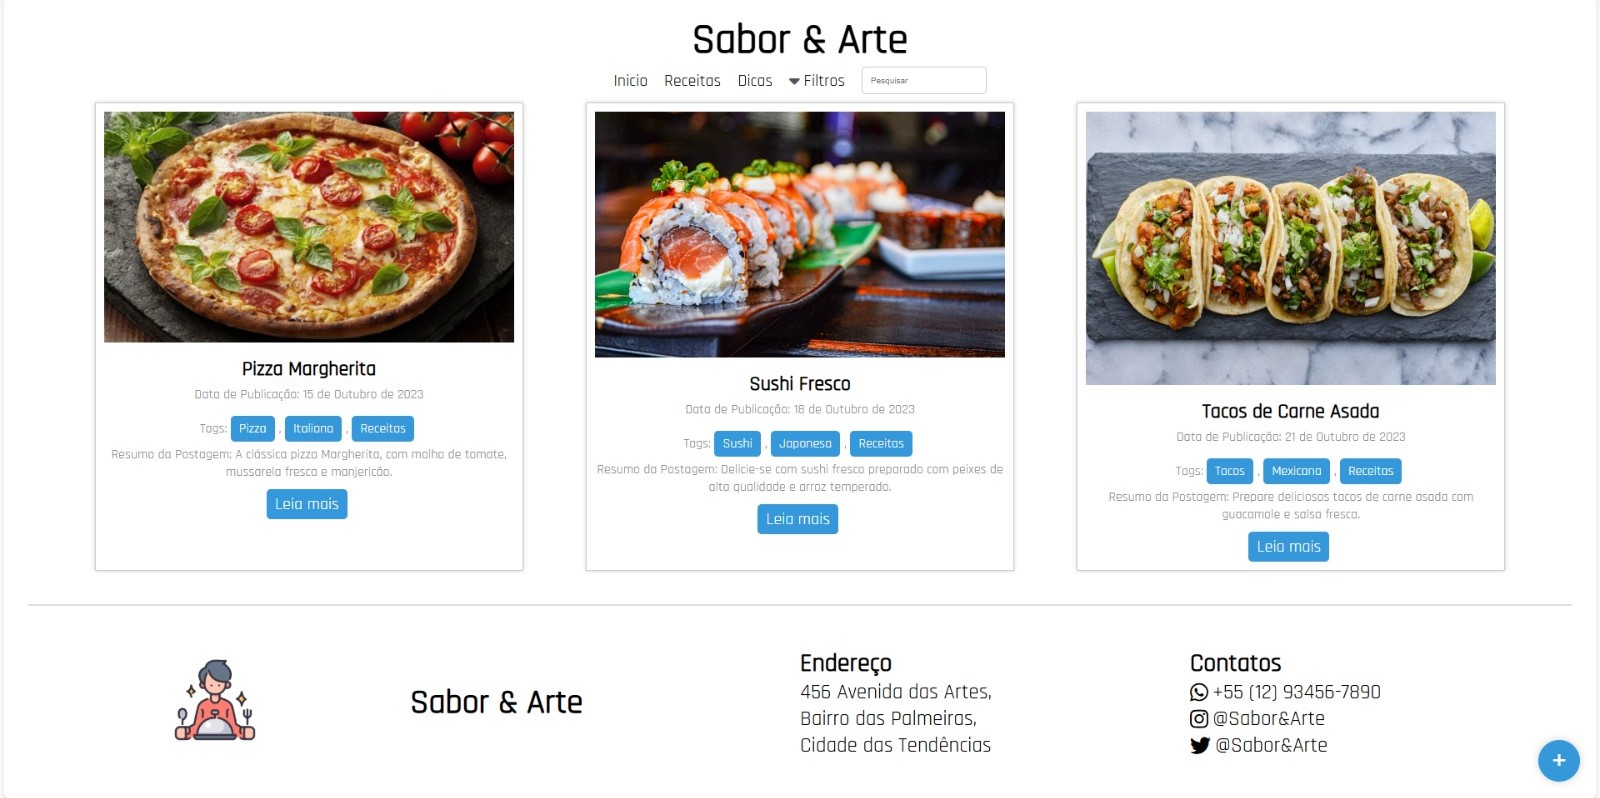 Sabor & Arte
Inicio Receitas Dicas Filtros Pesquisar
Pizza Margherita
Data de Publicação: 15 de Outubro de 2023
Tags: Pizza , Italiana , Receitas
Resumo da Postagem: A clássica pizza Margherita, com molho de tomate,
mussarela fresca e manjericão.
Leia mais
Sushi Fresco
Data de Publicação: 18 de Outubro de 2023
Tags: Sushi , Japonesa , Receitas
Resumo da Postagem: Delicie-se com sushi fresco preparado com peixes de
alta qualidade e arroz temperado.
Leia mais
Tacos de Carne Asada
Data de Publicação: 21 de Outubro de 2023
Tags: Tacos , Mexicana , Receitas
Resumo da Postagem: Prepare deliciosos tacos de carne asada com
guacamole e salsa fresca.
Leia mais
Sabor & Arte
Endereço
456 Avenida das Artes,
Bairro das Palmeiras,
Cidade das Tendências
Contatos
+55 (12) 93456-7890
@Sabor&Arte
@Sabor&Arte
+